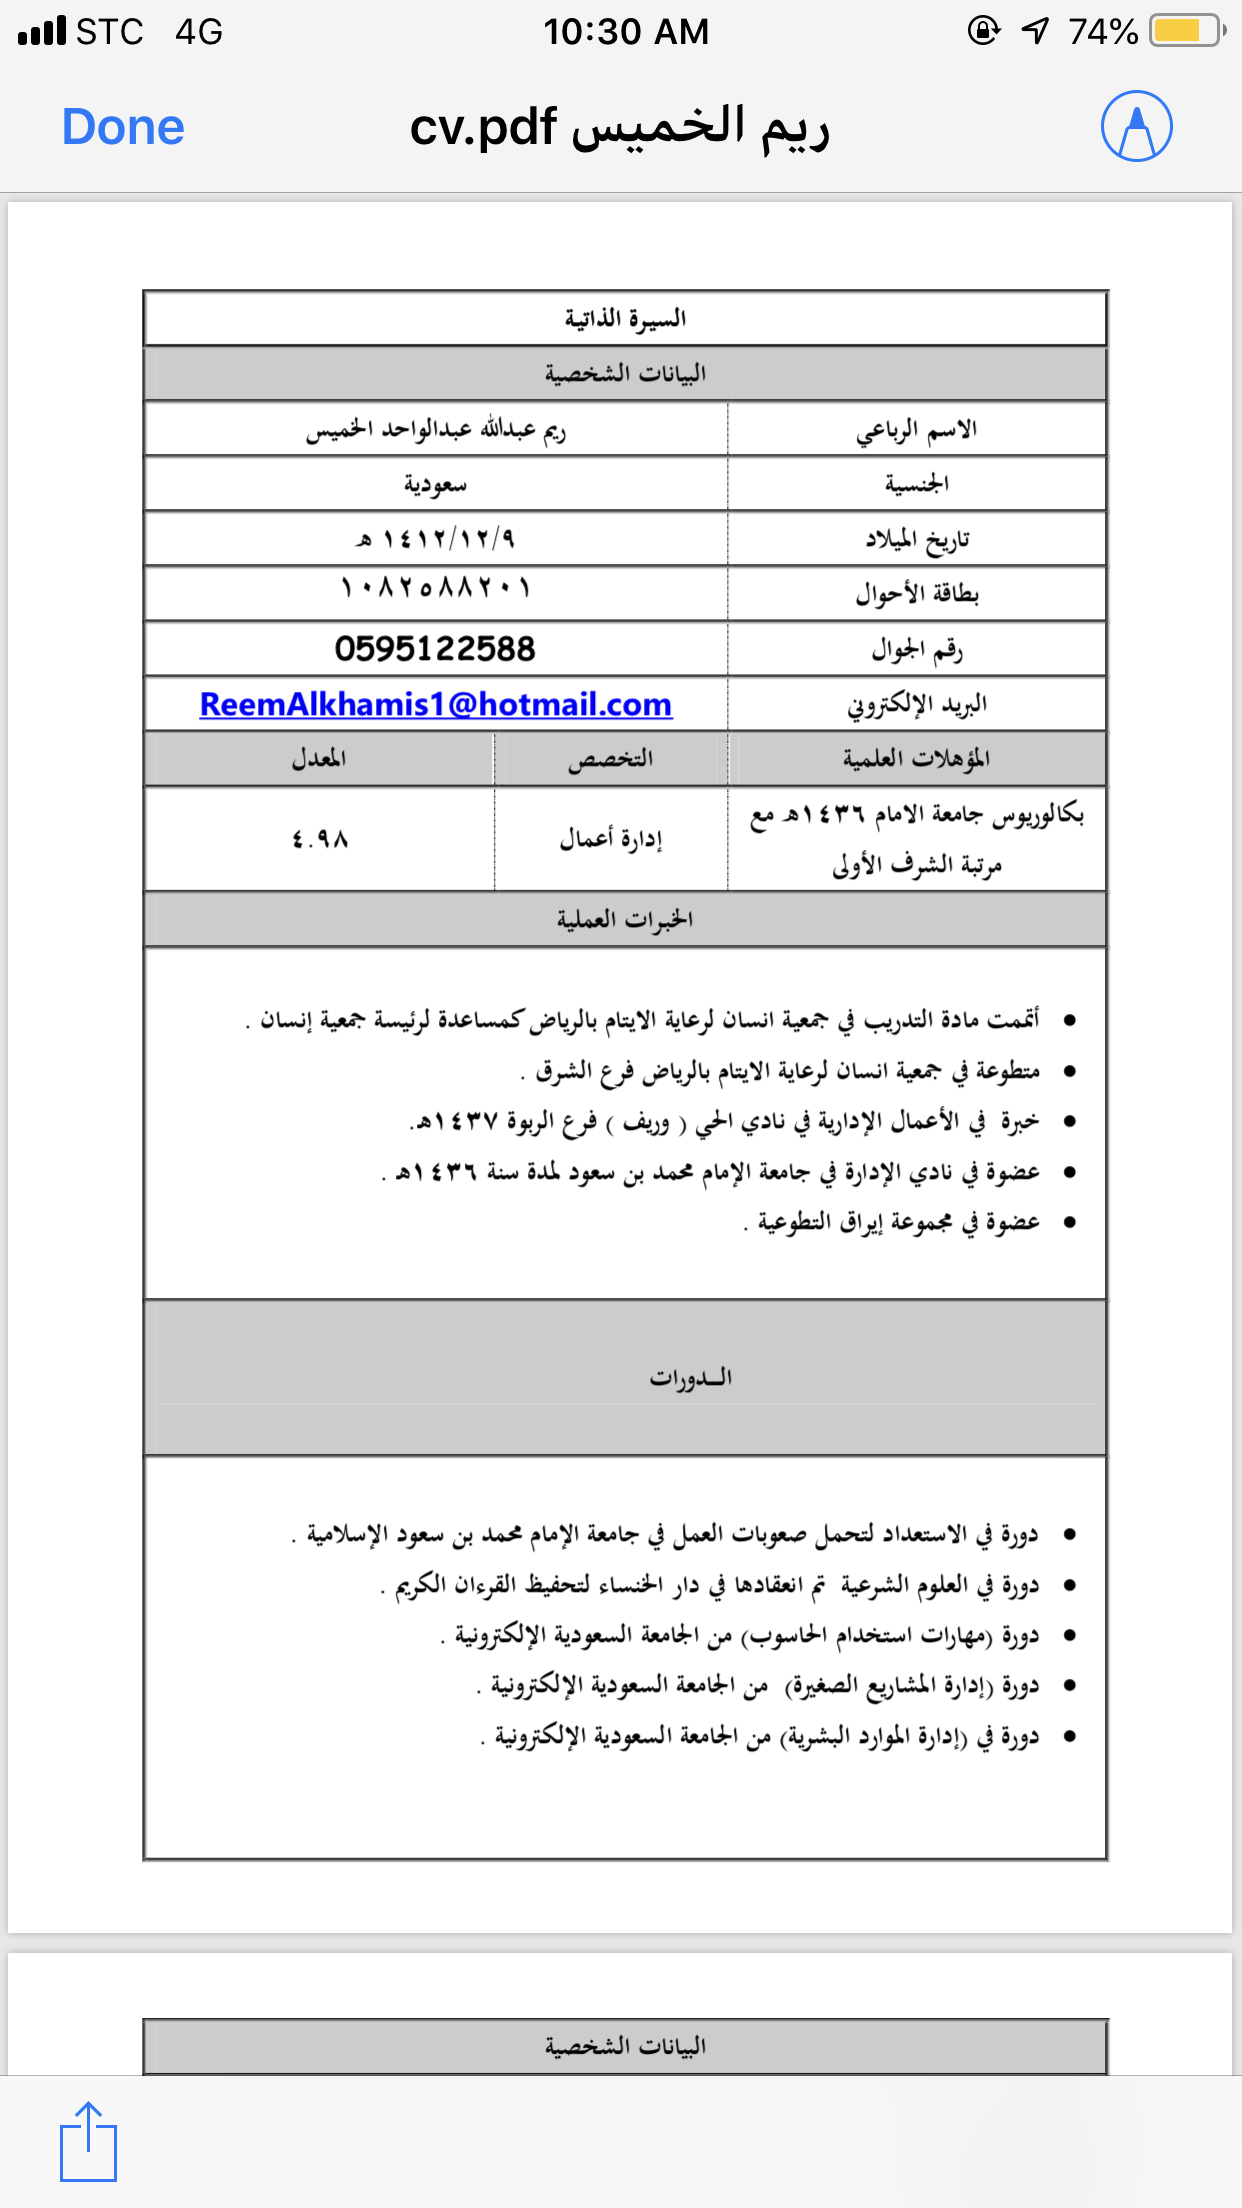 STC 4G 10:30 AM 74%
Done ريم الخميس cv.pdf
السيرة الذاتية
البيانات الشخصية
الاسم الرباعي ريم عبدالله عبدالواحد الخميس
الجنسية سعودية
تاريخ الميلاد ١٤١٢/١٢/٩ هـ
بطاقة الأحوال ١٠٨٢٥٨٨٢٠١
رقم الجوال 0595122588
البريد الإلكتروني ReemAlkhamis1@hotmail.com
المؤهلات العلمية التخصص المعدل
بكالوريوس جامعة الامام ١٤٣٦هـ مع
مرتبة الشرف الأولى
إدارة أعمال ٤.٩٨
الخبرات العملية
• أتممت مادة التدريب في جمعية انسان لرعاية الايتام بالرياض كمساعدة لرئيسة جمعية إنسان .
• متطوعة في جمعية انسان لرعاية الايتام بالرياض فرع الشرق .
• خبرة في الأعمال الإدارية في نادي الحي ( وريف ) فرع الربوة ١٤٣٧هـ.
• عضوة في نادي الإدارة في جامعة الإمام محمد بن سعود لمدة سنة ١٤٣٦هـ .
• عضوة في مجموعة إيراق التطوعية .
الــدورات
• دورة في الاستعداد لتحمل صعوبات العمل في جامعة الإمام محمد بن سعود الإسلامية .
• دورة في العلوم الشرعية تم انعقادها في دار الخنساء لتحفيظ القرءان الكريم .
• دورة (مهارات استخدام الحاسوب) من الجامعة السعودية الإلكترونية .
• دورة (إدارة المشاريع الصغيرة) من الجامعة السعودية الإلكترونية .
• دورة في (إدارة الموارد البشرية) من الجامعة السعودية الإلكترونية .
البيانات الشخصية